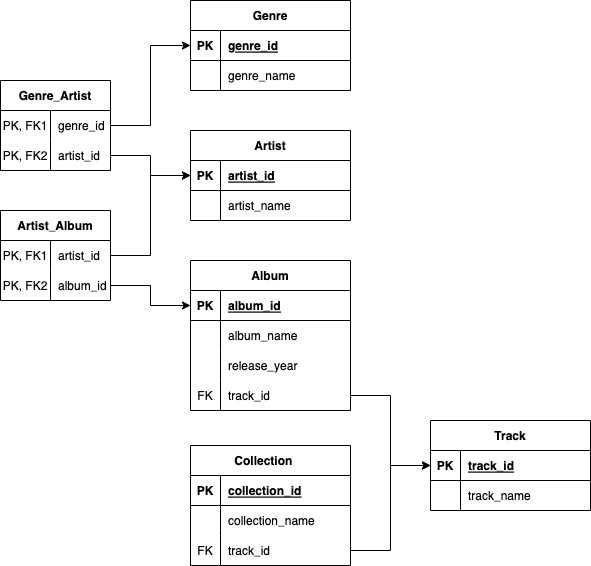 Genre
PK genre_id
genre_name
Genre_Artist
PK, FK1 genre_id
PK, FK2 artist_id
Artist
PK artist_id
artist_name
Artist_Album
PK, FK1 artist_id
PK, FK2 album_id
Album
PK album_id
album_name
release_year
FK track_id
Collection
PK collection_id
collection_name
FK track_id
Track
PK track_id
track_name